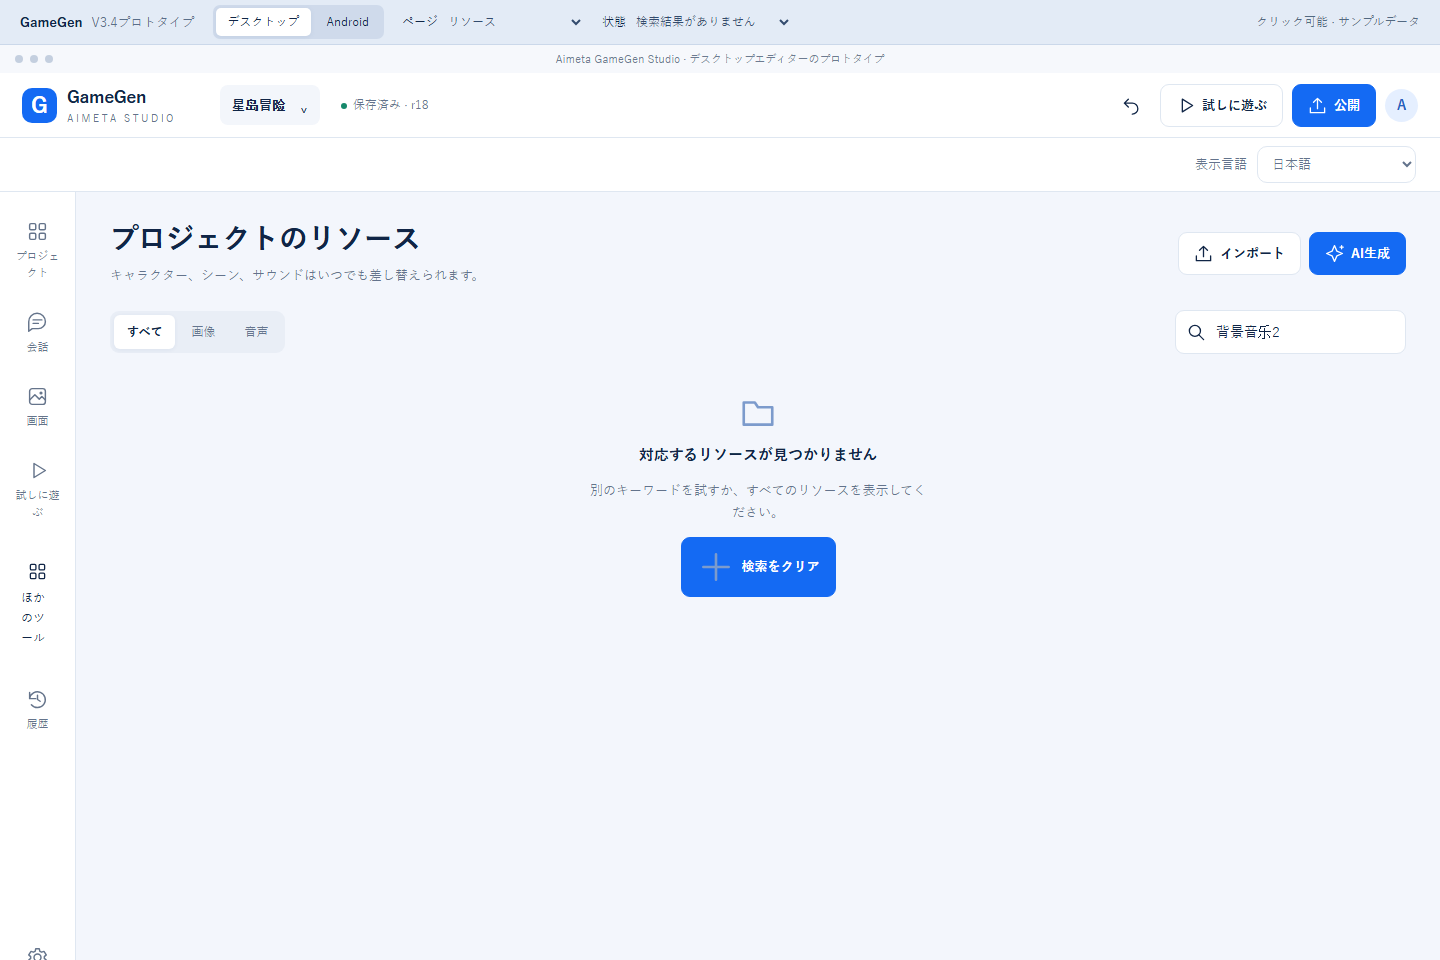 GameGen V3.4プロトタイプ デスクトップ Android ページ リソース 状態 検索結果がありません クリック可能 · サンプルデータ
Aimeta GameGen Studio · デスクトップエディターのプロトタイプ
G GameGen
AIMETA STUDIO
星岛冒险 保存済み · r18 試しに遊ぶ 公開 A
表示言語 日本語
プロジェ
クト
会話
画面
試しに遊
ぶ
ほか
のツ
ール
履歴
プロジェクトのリソース
キャラクター、シーン、サウンドはいつでも差し替えられます。
インポート AI生成
すべて 画像 音声 背景音乐2
対応するリソースが見つかりません
別のキーワードを試すか、すべてのリソースを表示してく
ださい。
検索をクリア